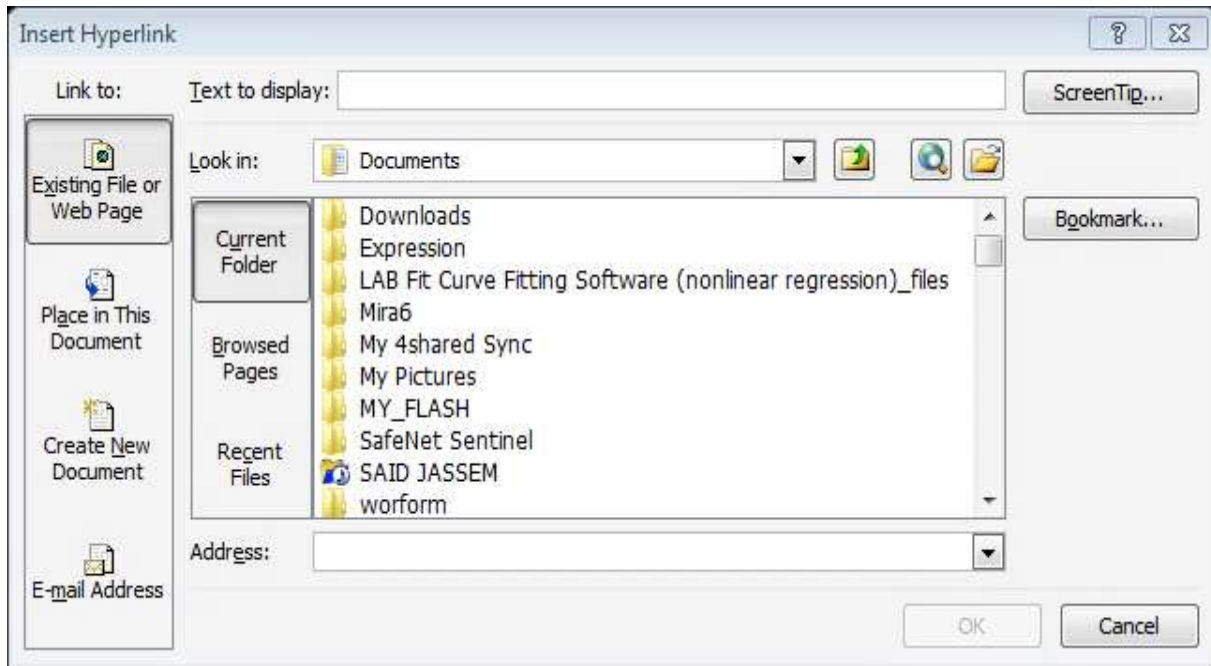 Insert Hyperlink
Link to:
Text to display:
ScreenTip...
Existing File or
Web Page
Look in:
Documents
Current
Folder
Downloads
Expression
LAB Fit Curve Fitting Software (nonlinear regression)_files
Mira6
My 4shared Sync
My Pictures
MY_FLASH
SafeNet Sentinel
SAID JASSEM
worform
Bookmark...
Place in This
Document
Browsed
Pages
Create New
Document
Recent
Files
E-mail Address
Address:
OK
Cancel